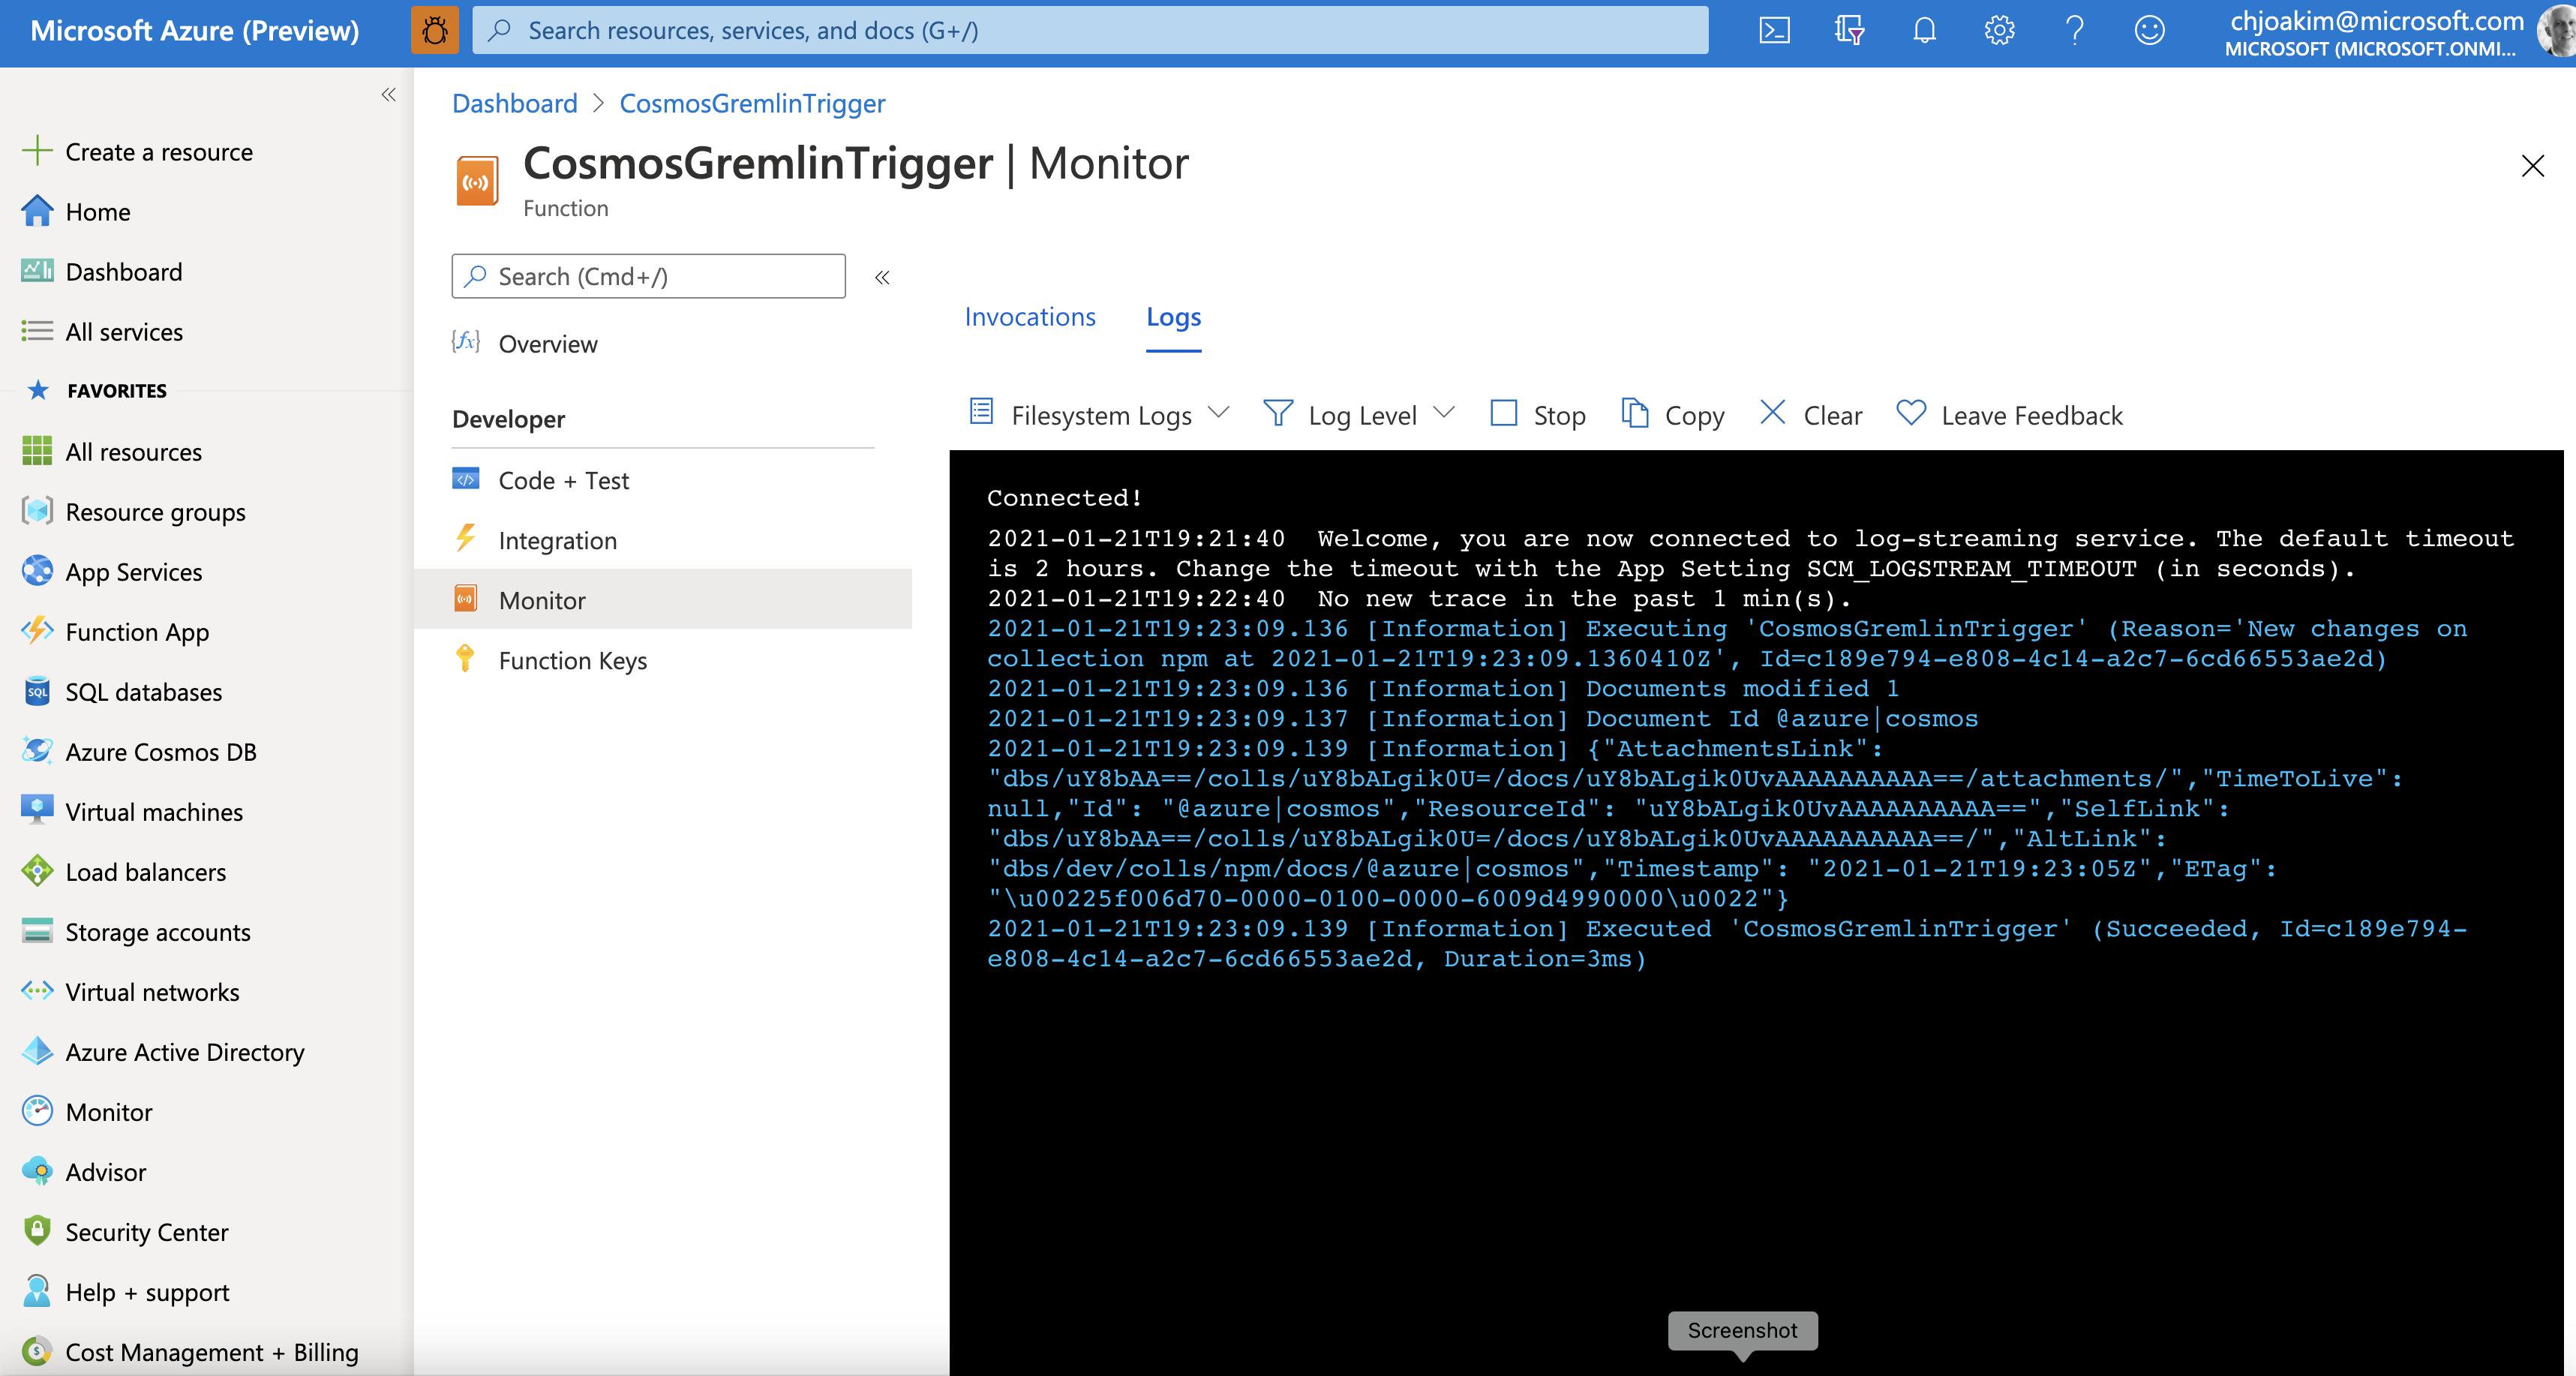 Microsoft Azure (Preview)
Search resources, services, and docs (G+/)
chjoakim@microsoft.com
MICROSOFT (MICROSOFT.ONMI...
Create a resource
Home
Dashboard
All services
FAVORITES
All resources
Resource groups
App Services
Function App
SQL databases
Azure Cosmos DB
Virtual machines
Load balancers
Storage accounts
Virtual networks
Azure Active Directory
Monitor
Advisor
Security Center
Help + support
Cost Management + Billing
Dashboard > CosmosGremlinTrigger
CosmosGremlinTrigger | Monitor
Function
Search (Cmd+/)
Overview
Developer
Code + Test
Integration
Monitor
Function Keys
Invocations Logs
Filesystem Logs Log Level Stop Copy Clear Leave Feedback
Connected!
2021-01-21T19:21:40  Welcome, you are now connected to log-streaming service. The default timeout
is 2 hours. Change the timeout with the App Setting SCM_LOGSTREAM_TIMEOUT (in seconds).
2021-01-21T19:22:40  No new trace in the past 1 min(s).
2021-01-21T19:23:09.136 [Information] Executing 'CosmosGremlinTrigger' (Reason='New changes on
collection npm at 2021-01-21T19:23:09.1360410Z', Id=c189e794-e808-4c14-a2c7-6cd66553ae2d)
2021-01-21T19:23:09.136 [Information] Documents modified 1
2021-01-21T19:23:09.137 [Information] Document Id @azure|cosmos
2021-01-21T19:23:09.139 [Information] {"AttachmentsLink":
"dbs/uY8bAA==/colls/uY8bALgik0U=/docs/uY8bALgik0UvAAAAAAAAAA==/attachments/","TimeToLive":
null,"Id": "@azure|cosmos","ResourceId": "uY8bALgik0UvAAAAAAAAAA==","SelfLink":
"dbs/uY8bAA==/colls/uY8bALgik0U=/docs/uY8bALgik0UvAAAAAAAAAA==/","AltLink":
"dbs/dev/colls/npm/docs/@azure|cosmos","Timestamp": "2021-01-21T19:23:05Z","ETag":
"\u00225f006d70-0000-0100-0000-6009d4990000\u0022"}
2021-01-21T19:23:09.139 [Information] Executed 'CosmosGremlinTrigger' (Succeeded, Id=c189e794-
e808-4c14-a2c7-6cd66553ae2d, Duration=3ms)
Screenshot